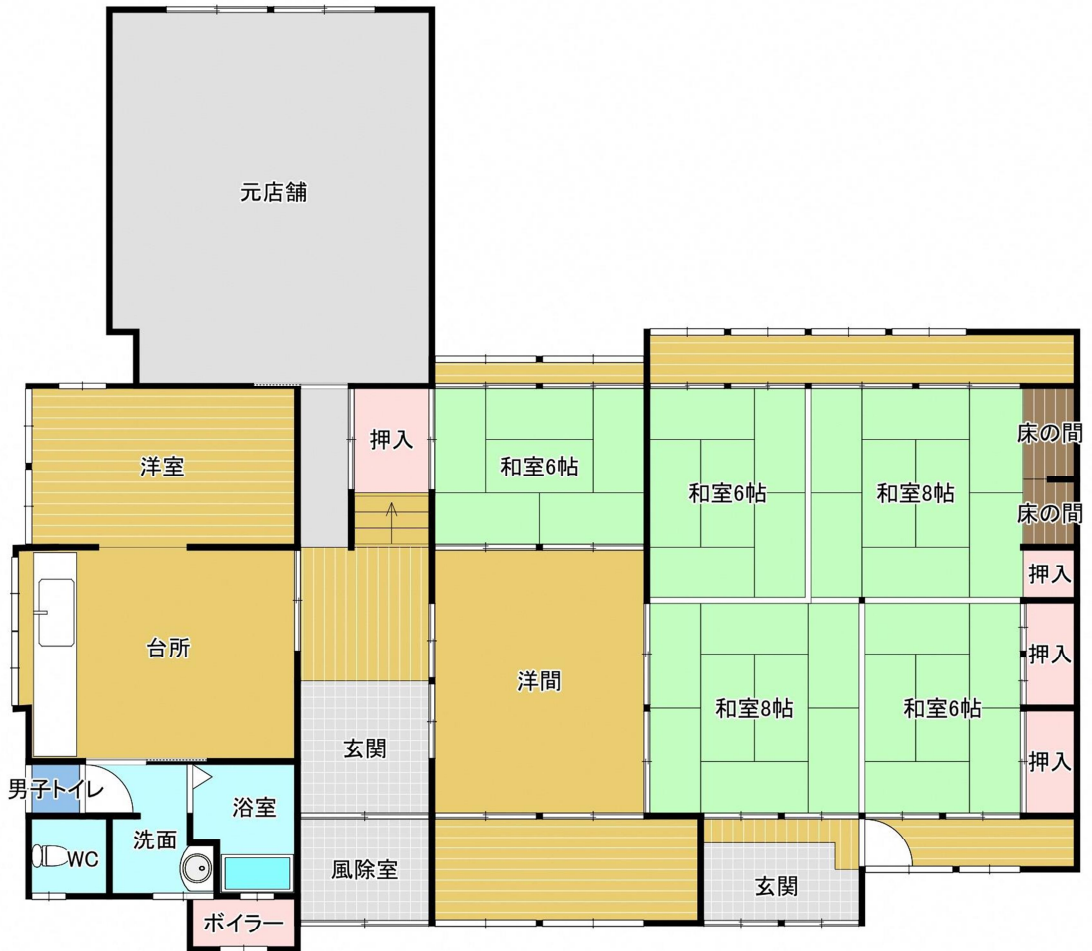 元店舗
押入
洋室
和室6帖
和室6帖
和室8帖
床の間
床の間
押入
台所
洋間
押入
和室8帖
和室6帖
玄関
押入
男子トイレ
浴室
洗面
WC
風除室
玄関
ボイラー